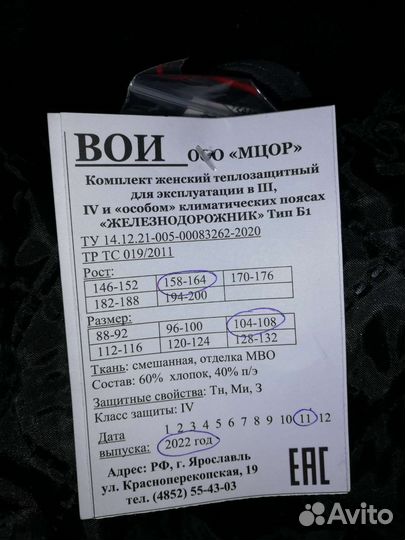 ВОИ ООО «МЦОР»
Комплект женский теплозащитный
для эксплуатации в III,
IV и «особом» климатических поясах
«ЖЕЛЕЗНОДОРОЖНИК» Тип Б1
ТУ 14.12.21-005-00083262-2020
ТР ТС 019/2011
Рост:
146-152 158-164 170-176
182-188 194-200
Размер:
88-92 96-100 104-108
112-116 120-124 128-132
Ткань: смешанная, отделка МВО
Состав: 60% хлопок, 40% п/э
Защитные свойства: Тн, Ми, З
Класс защиты: IV
Дата 1 2 3 4 5 6 7 8 9 10 11 12
выпуска: 2022 год
Адрес: РФ, г. Ярославль
ул. Красноперекопская, 19
тел. (4852) 55-43-03
EAC
Avito